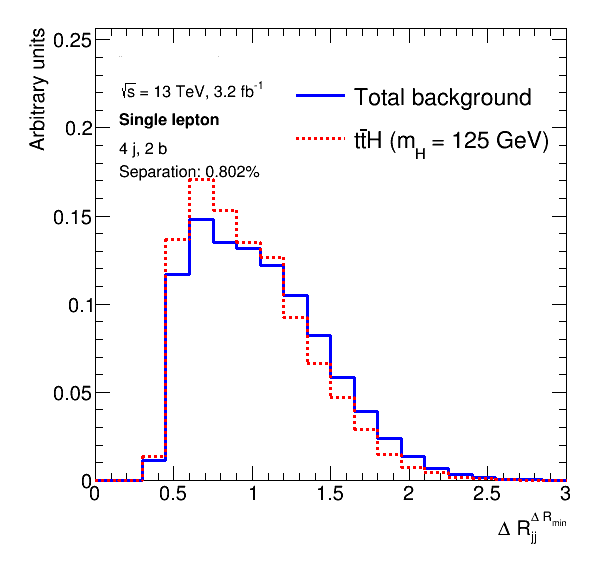 Arbitrary units
0.25
0.2
0.15
0.1
0.05
0
√s = 13 TeV, 3.2 fb⁻¹
Single lepton
4 j, 2 b
Separation: 0.802%
Total background
tt̄H (m_H = 125 GeV)
0 0.5 1 1.5 2 2.5 3
Δ R_jj^Δ R_min